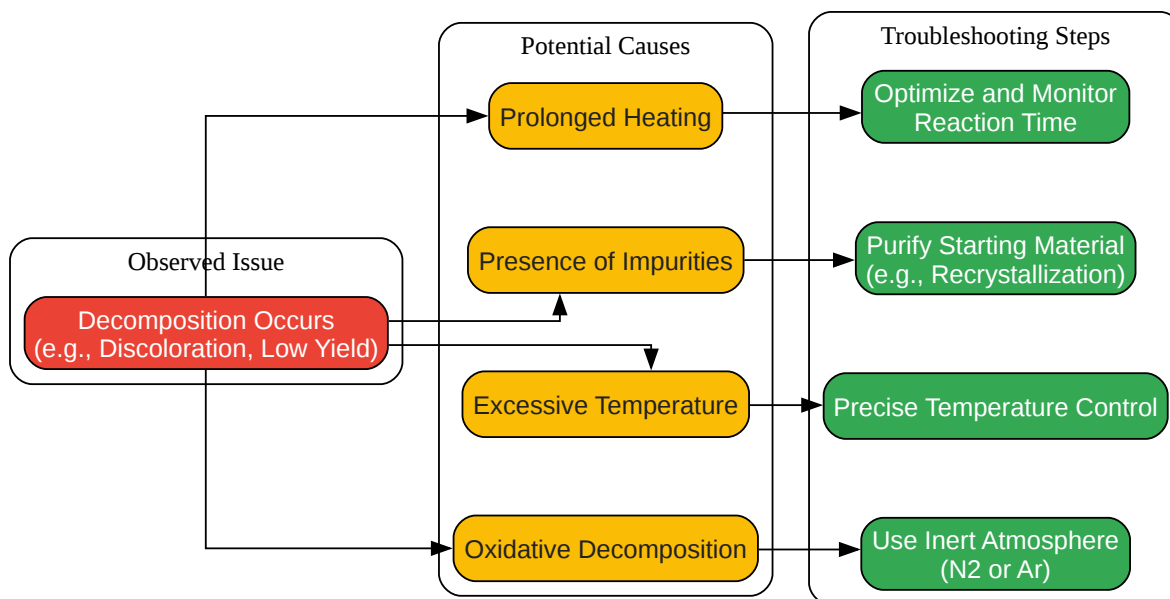 Observed Issue
Decomposition Occurs
(e.g., Discoloration, Low Yield)
Potential Causes
Prolonged Heating
Presence of Impurities
Excessive Temperature
Oxidative Decomposition
Troubleshooting Steps
Optimize and Monitor
Reaction Time
Purify Starting Material
(e.g., Recrystallization)
Precise Temperature Control
Use Inert Atmosphere
(N2 or Ar)